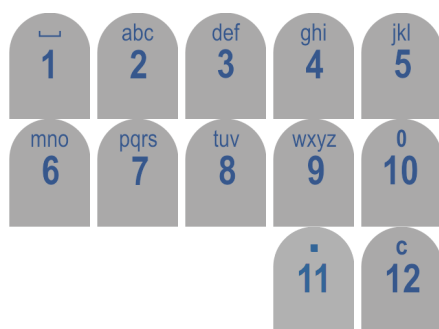 ⎵ abc def ghi jkl
1 2 3 4 5
mno pqrs tuv wxyz 0
6 7 8 9 10
. c
11 12